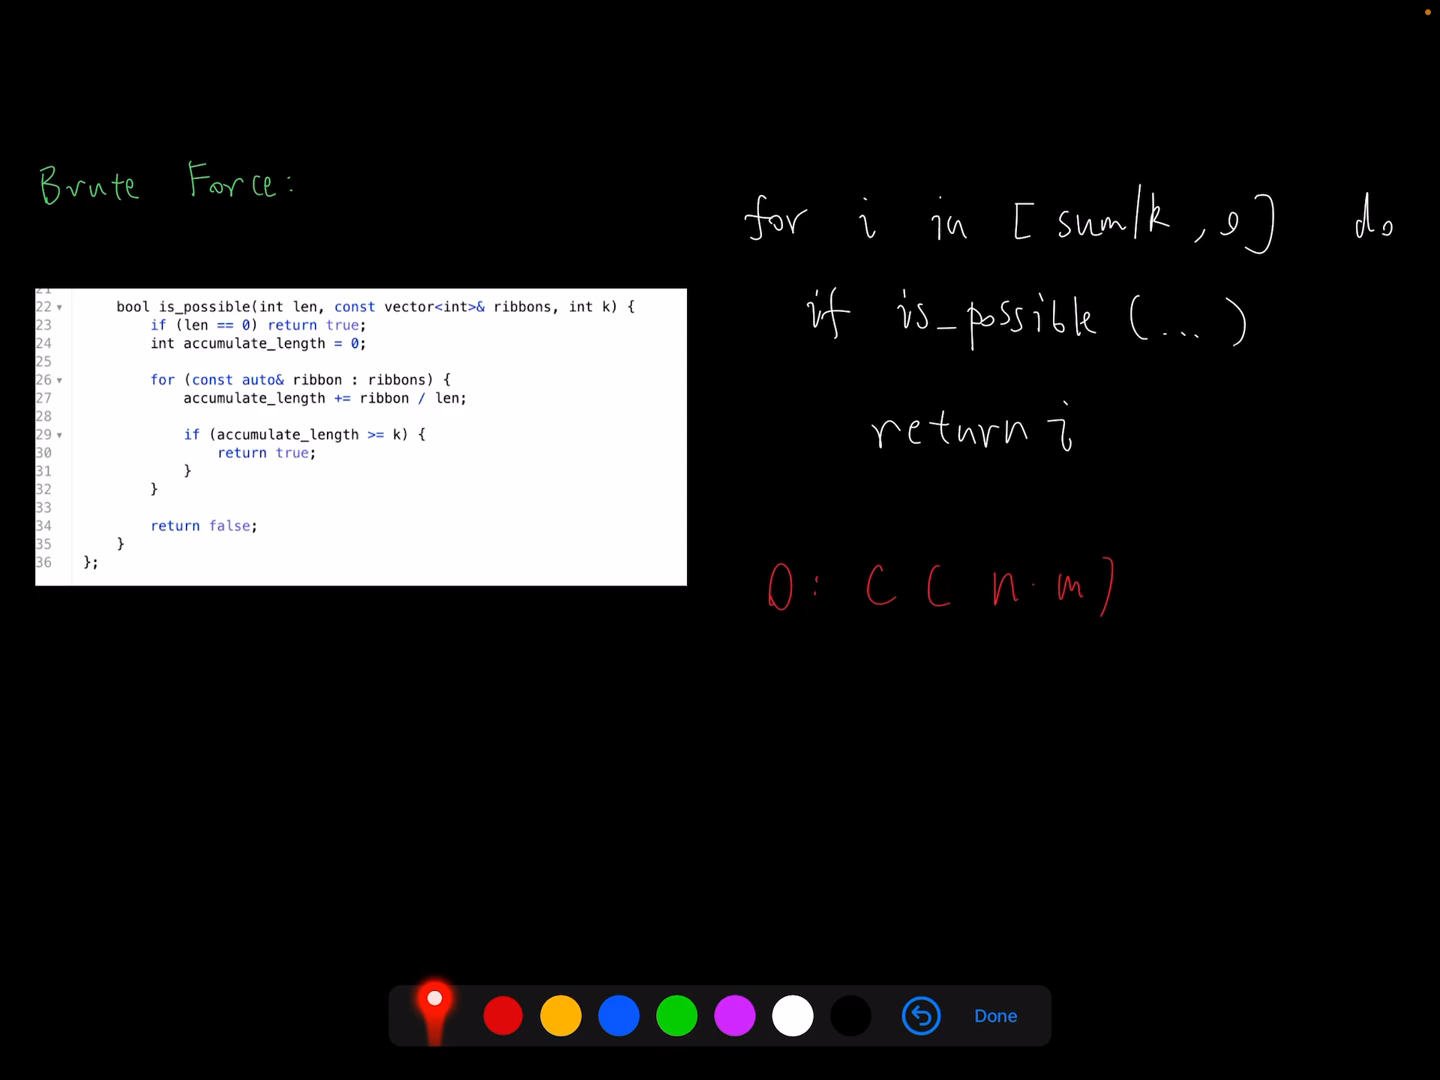 Brute Force:
21
22 bool is_possible(int len, const vector<int>& ribbons, int k) {
23 if (len == 0) return true;
24 int accumulate_length = 0;
25
26 for (const auto& ribbon : ribbons) {
27 accumulate_length += ribbon / len;
28
29 if (accumulate_length >= k) {
30 return true;
31 }
32 }
33
34 return false;
35 }
36 };
for i in [sum/k, 0] do
if is_possible (...)
return i
O: C ( n · m )
Done